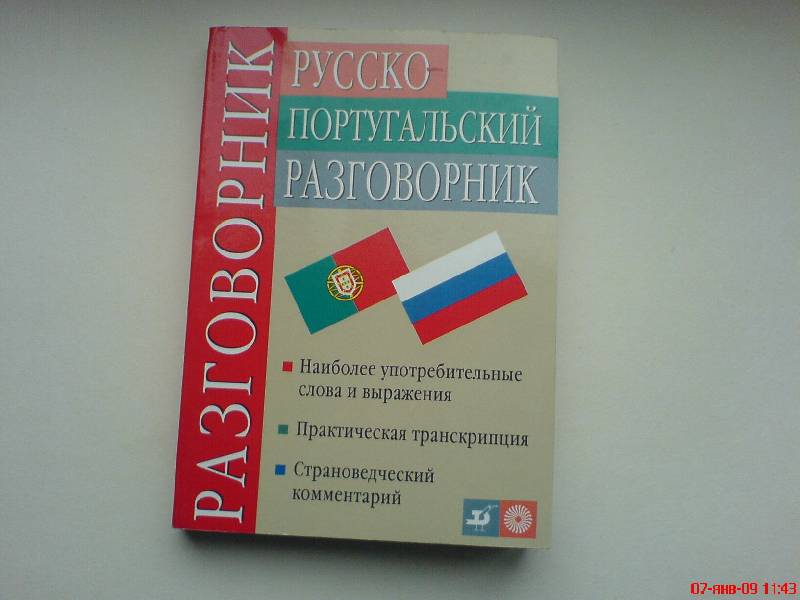 РАЗГОВОРНИК
РУССКО-
ПОРТУГАЛЬСКИЙ
РАЗГОВОРНИК
Наиболее употребительные
слова и выражения
Практическая транскрипция
Страноведческий
комментарий
07-янв-09 11:43